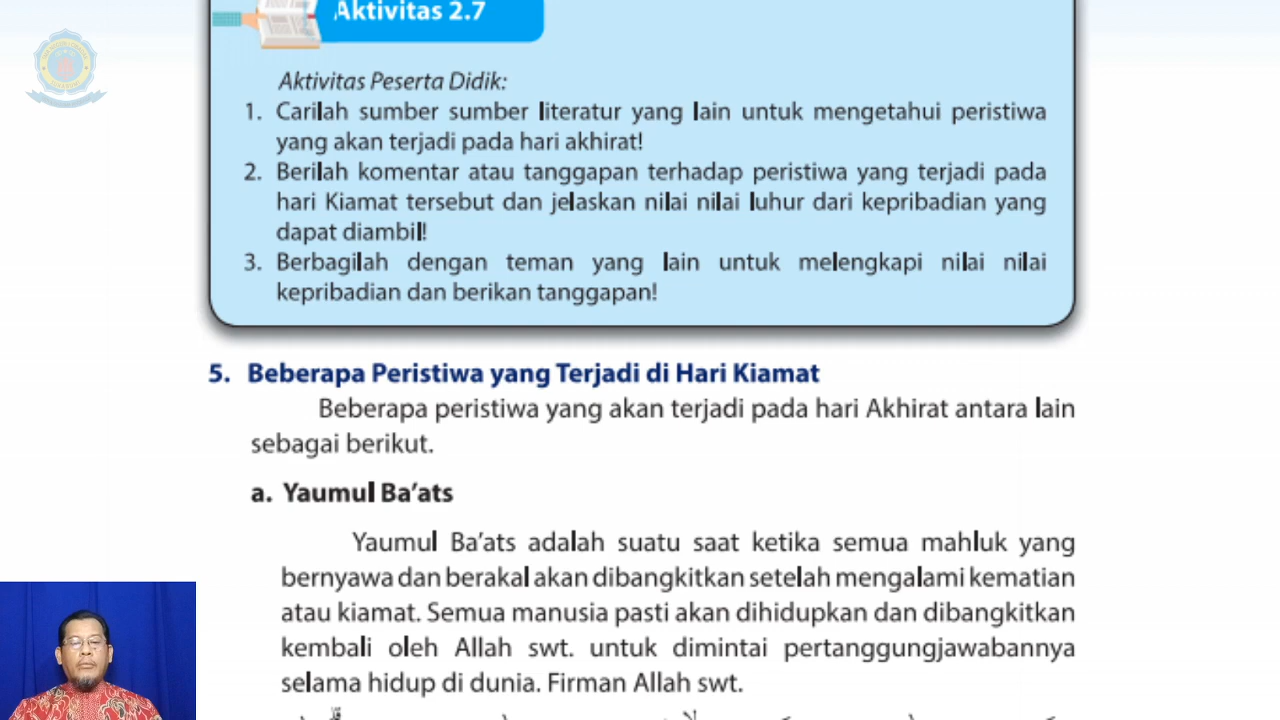 Aktivitas 2.7
Aktivitas Peserta Didik:
1. Carilah sumber sumber literatur yang lain untuk mengetahui peristiwa
yang akan terjadi pada hari akhirat!
2. Berilah komentar atau tanggapan terhadap peristiwa yang terjadi pada
hari Kiamat tersebut dan jelaskan nilai nilai luhur dari kepribadian yang
dapat diambil!
3. Berbagilah dengan teman yang lain untuk melengkapi nilai nilai
kepribadian dan berikan tanggapan!
5. Beberapa Peristiwa yang Terjadi di Hari Kiamat
Beberapa peristiwa yang akan terjadi pada hari Akhirat antara lain
sebagai berikut.
a. Yaumul Ba’ats
Yaumul Ba’ats adalah suatu saat ketika semua mahluk yang
bernyawa dan berakal akan dibangkitkan setelah mengalami kematian
atau kiamat. Semua manusia pasti akan dihidupkan dan dibangkitkan
kembali oleh Allah swt. untuk dimintai pertanggungjawabannya
selama hidup di dunia. Firman Allah swt.